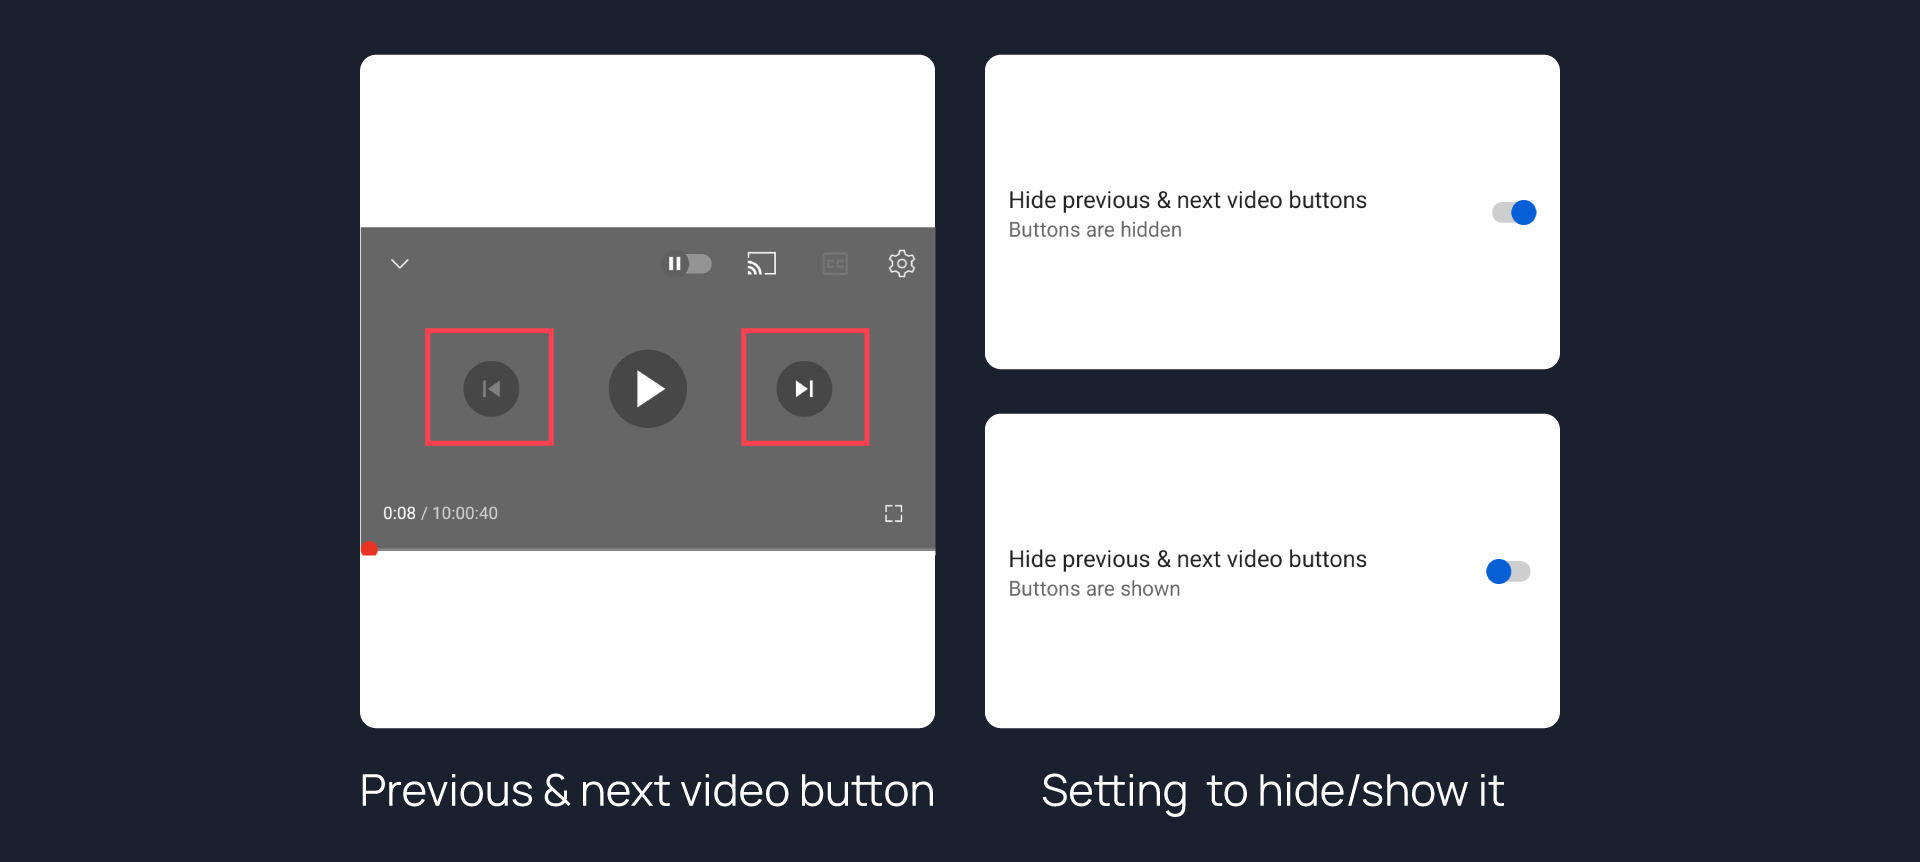 CC
0:08 / 10:00:40
Previous & next video button
Hide previous & next video buttons
Buttons are hidden
Hide previous & next video buttons
Buttons are shown
Setting to hide/show it